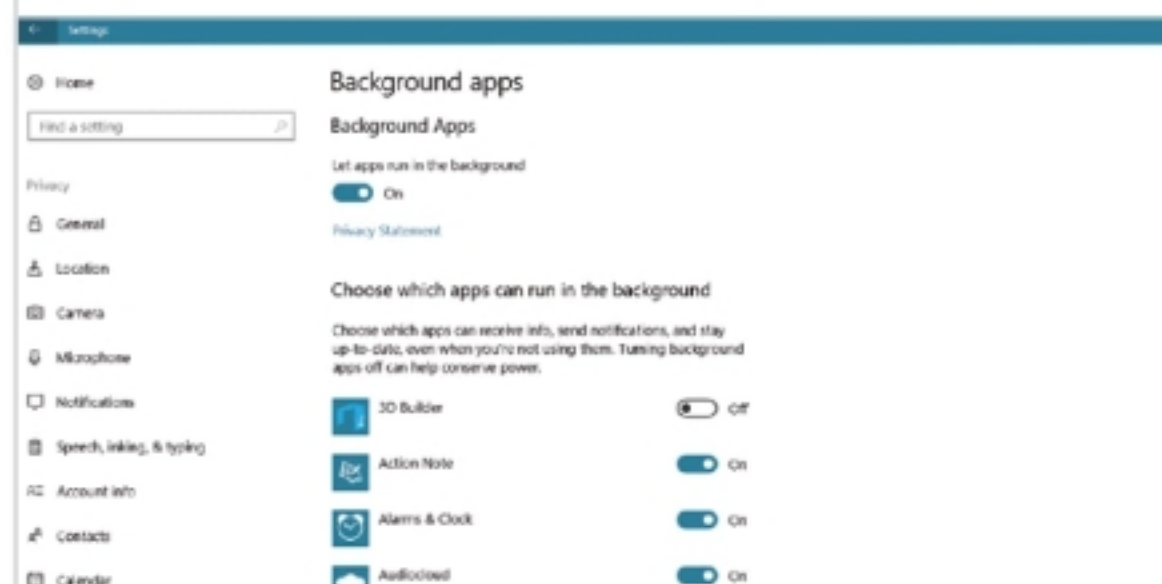 Settings
Home
Find a setting
Privacy
General
Location
Camera
Microphone
Notifications
Speech, inking, & typing
Account info
Contacts
Calendar
Background apps
Background Apps
Let apps run in the background
On
Privacy Statement
Choose which apps can run in the background
Choose which apps can receive info, send notifications, and stay
up-to-date, even when you're not using them. Turning background
apps off can help conserve power.
3D Builder Off
Action Note On
Alarms & Clock On
Audiocloud On